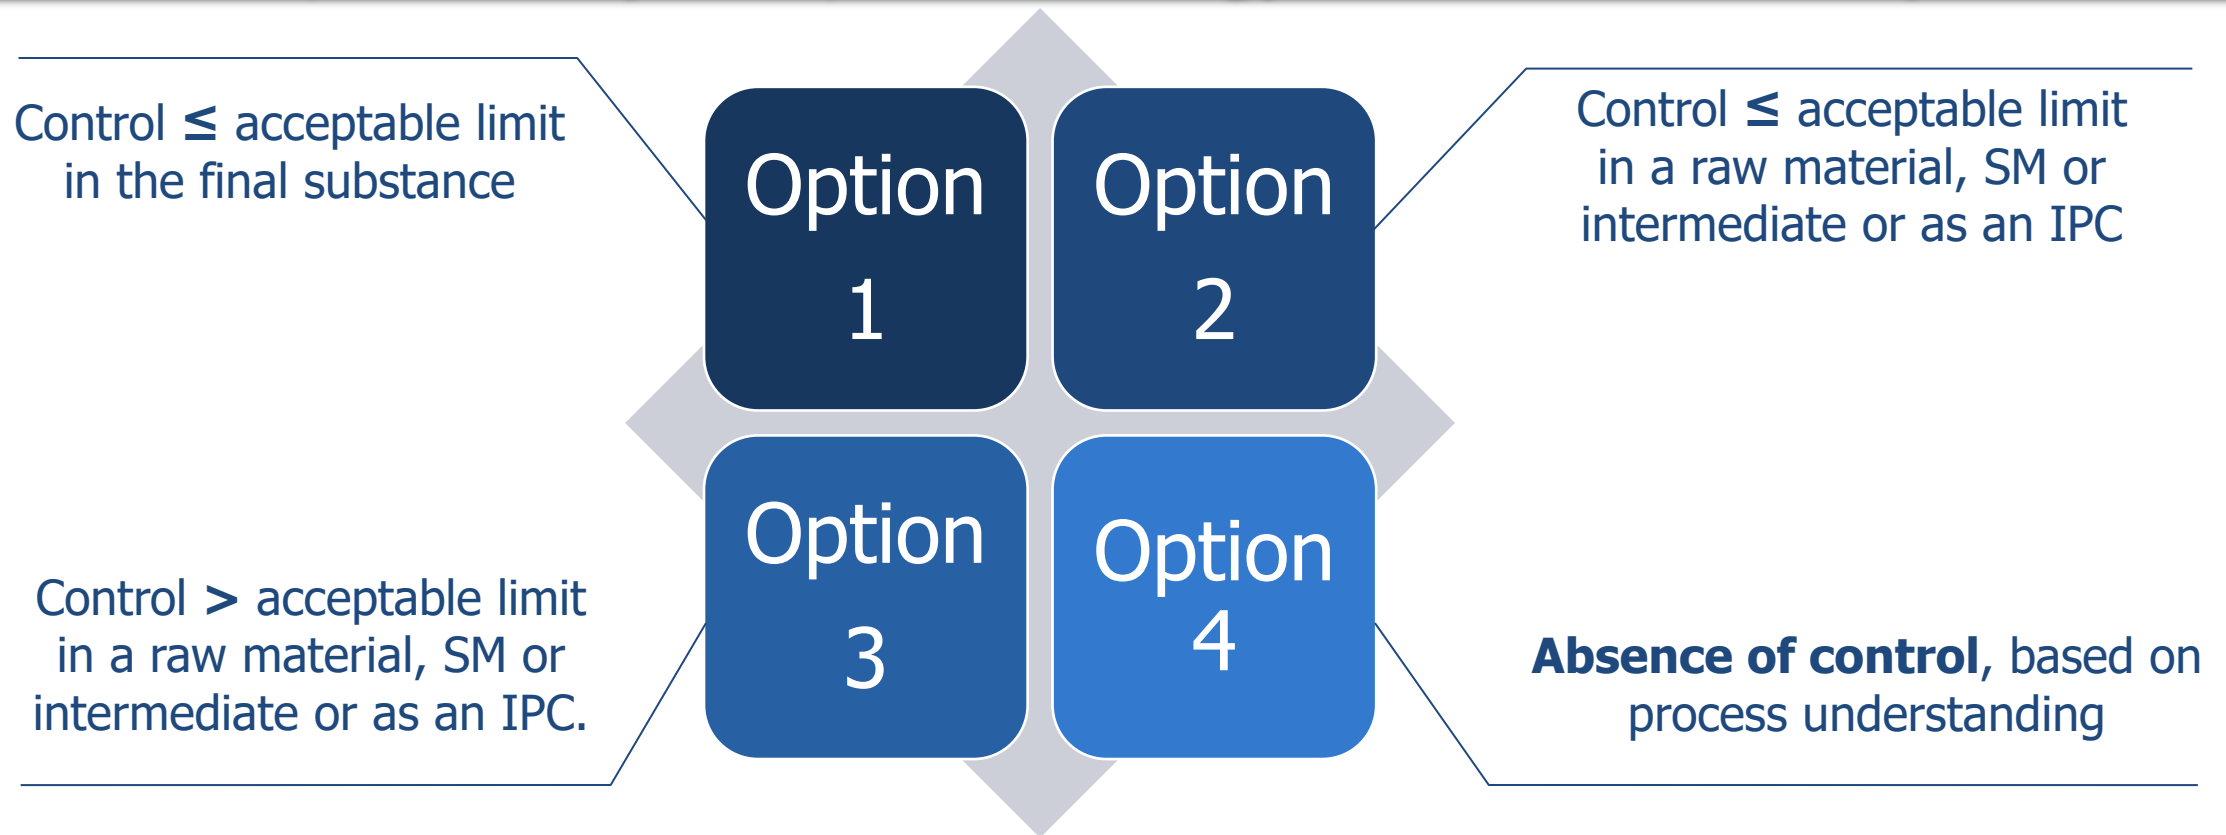 Control ≤ acceptable limit
in the final substance
Option
1
Option
2
Control ≤ acceptable limit
in a raw material, SM or
intermediate or as an IPC
Control > acceptable limit
in a raw material, SM or
intermediate or as an IPC.
Option
3
Option
4
Absence of control, based on
process understanding